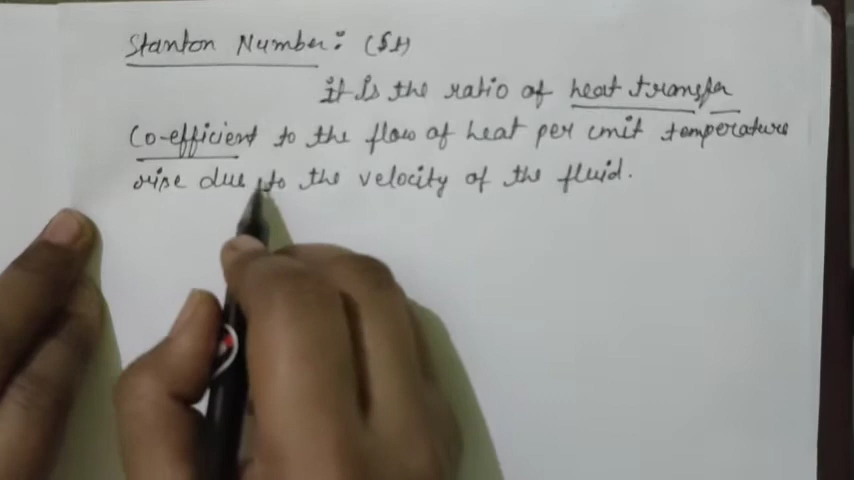 Stanton Number: (St)
it is the ratio of heat transfer
co-efficient to the flow of heat per unit temperature
rise due to the velocity of the fluid.